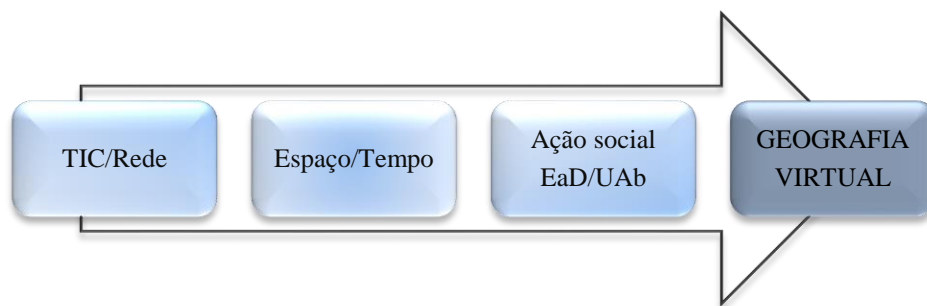 TIC/Rede
Espaço/Tempo
Ação social
EaD/UAb
GEOGRAFIA
VIRTUAL